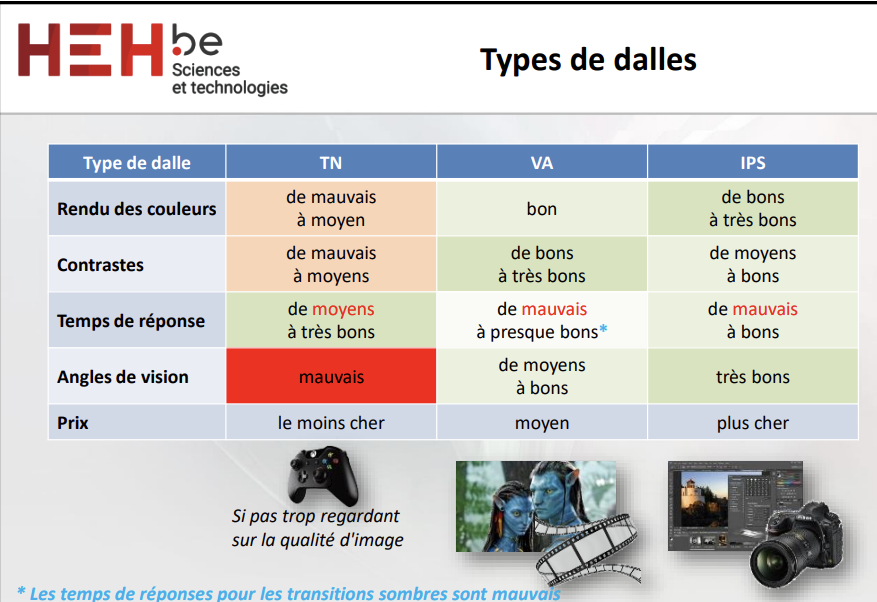 HEH.be
Sciences
et technologies
Types de dalles
Type de dalle TN VA IPS
Rendu des couleurs de mauvais à moyen bon de bons à très bons
Contrastes de mauvais à moyens de bons à très bons de moyens à bons
Temps de réponse de moyens à très bons de mauvais à presque bons* de mauvais à bons
Angles de vision mauvais de moyens à bons très bons
Prix le moins cher moyen plus cher
Si pas trop regardant
sur la qualité d'image
* Les temps de réponses pour les transitions sombres sont mauvais